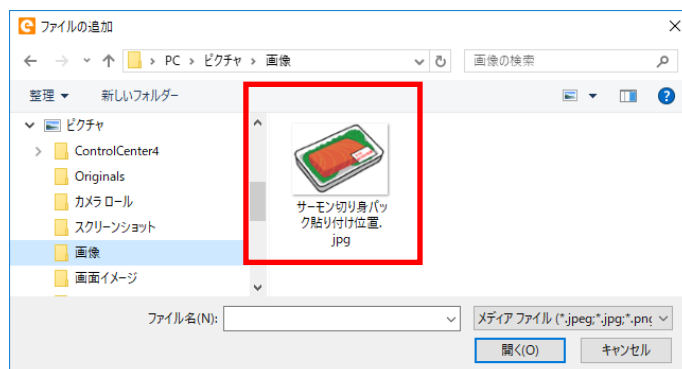 ファイルの追加
PC › ピクチャ › 画像
画像の検索
整理
新しいフォルダー
ピクチャ
ControlCenter4
Originals
カメラ ロール
スクリーンショット
画像
画面イメージ
サーモン切り身パッ
ク貼り付け位置.
jpg
ファイル名(N):
メディア ファイル (*.jpeg;*.jpg;*.pnç
開く(O)
キャンセル